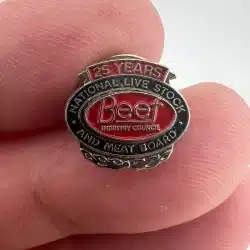 25 YEARS
NATIONAL LIVE STOCK
Beef
INDUSTRY COUNCIL
AND MEAT BOARD